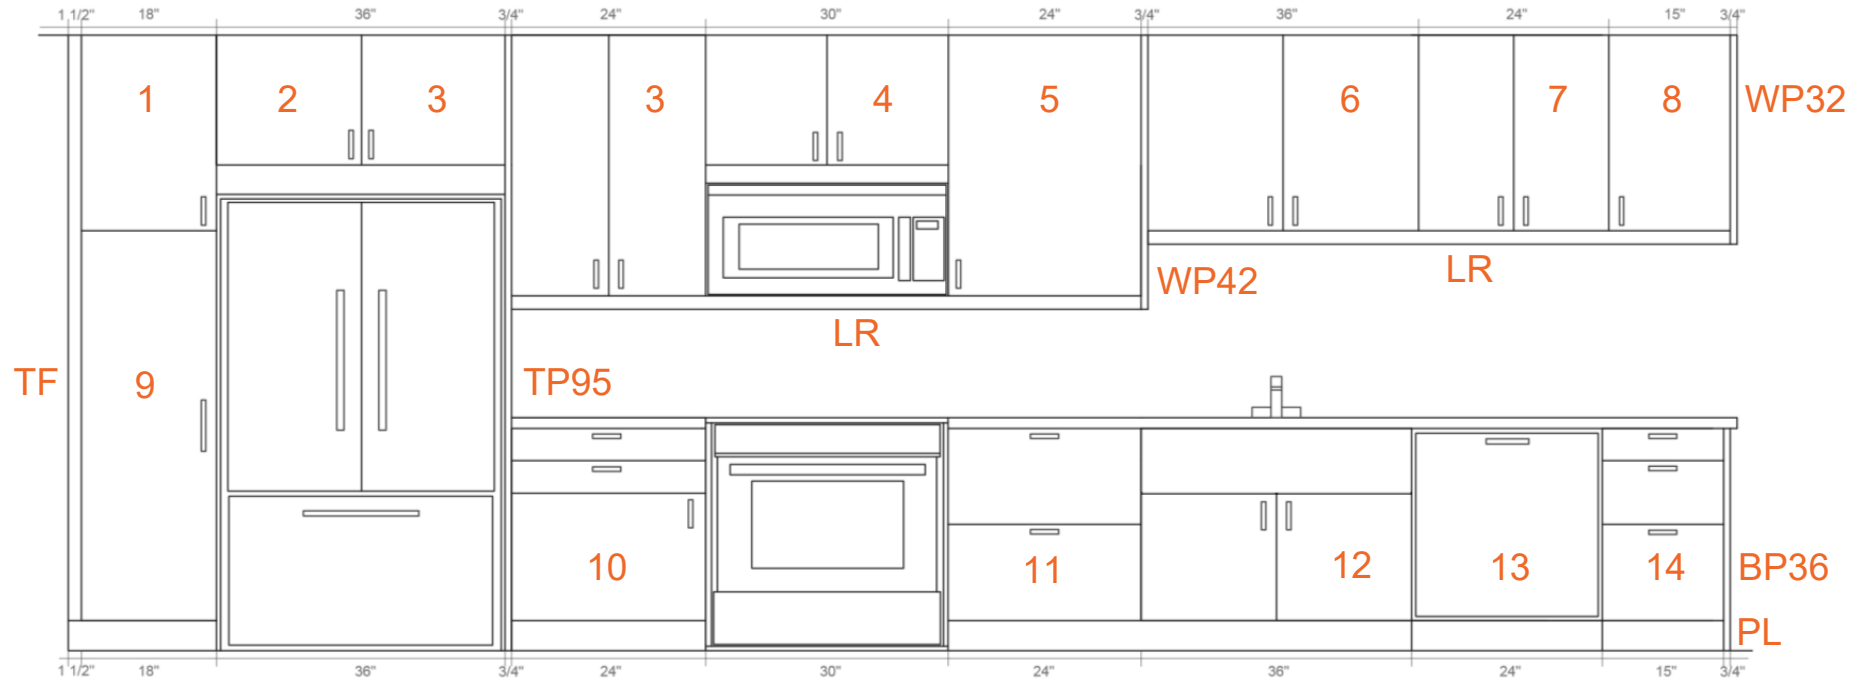 1 1/2" 18" 36" 3/4" 24" 30" 24" 3/4" 36" 24" 15" 3/4"
1 2 3 3 4 5 6 7 8 WP32
WP42 LR
LR
TF 9 TP95
10 11 12 13 14 BP36
PL
1 1/2" 18" 36" 3/4" 24" 30" 24" 36" 24" 15" 3/4"